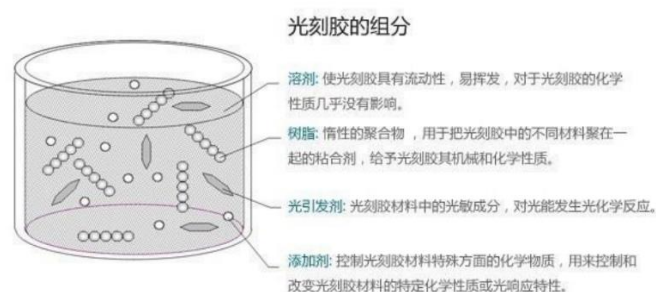 光刻胶的组分
溶剂: 使光刻胶具有流动性，易挥发，对于光刻胶的化学
性质几乎没有影响。
树脂: 惰性的聚合物，用于把光刻胶中的不同材料聚在一
起的粘合剂，给予光刻胶其机械和化学性质。
光引发剂: 光刻胶材料中的光敏成分，对光能发生光化学反应。
添加剂: 控制光刻胶材料特殊方面的化学物质，用来控制和
改变光刻胶材料的特定化学性质或光响应特性。